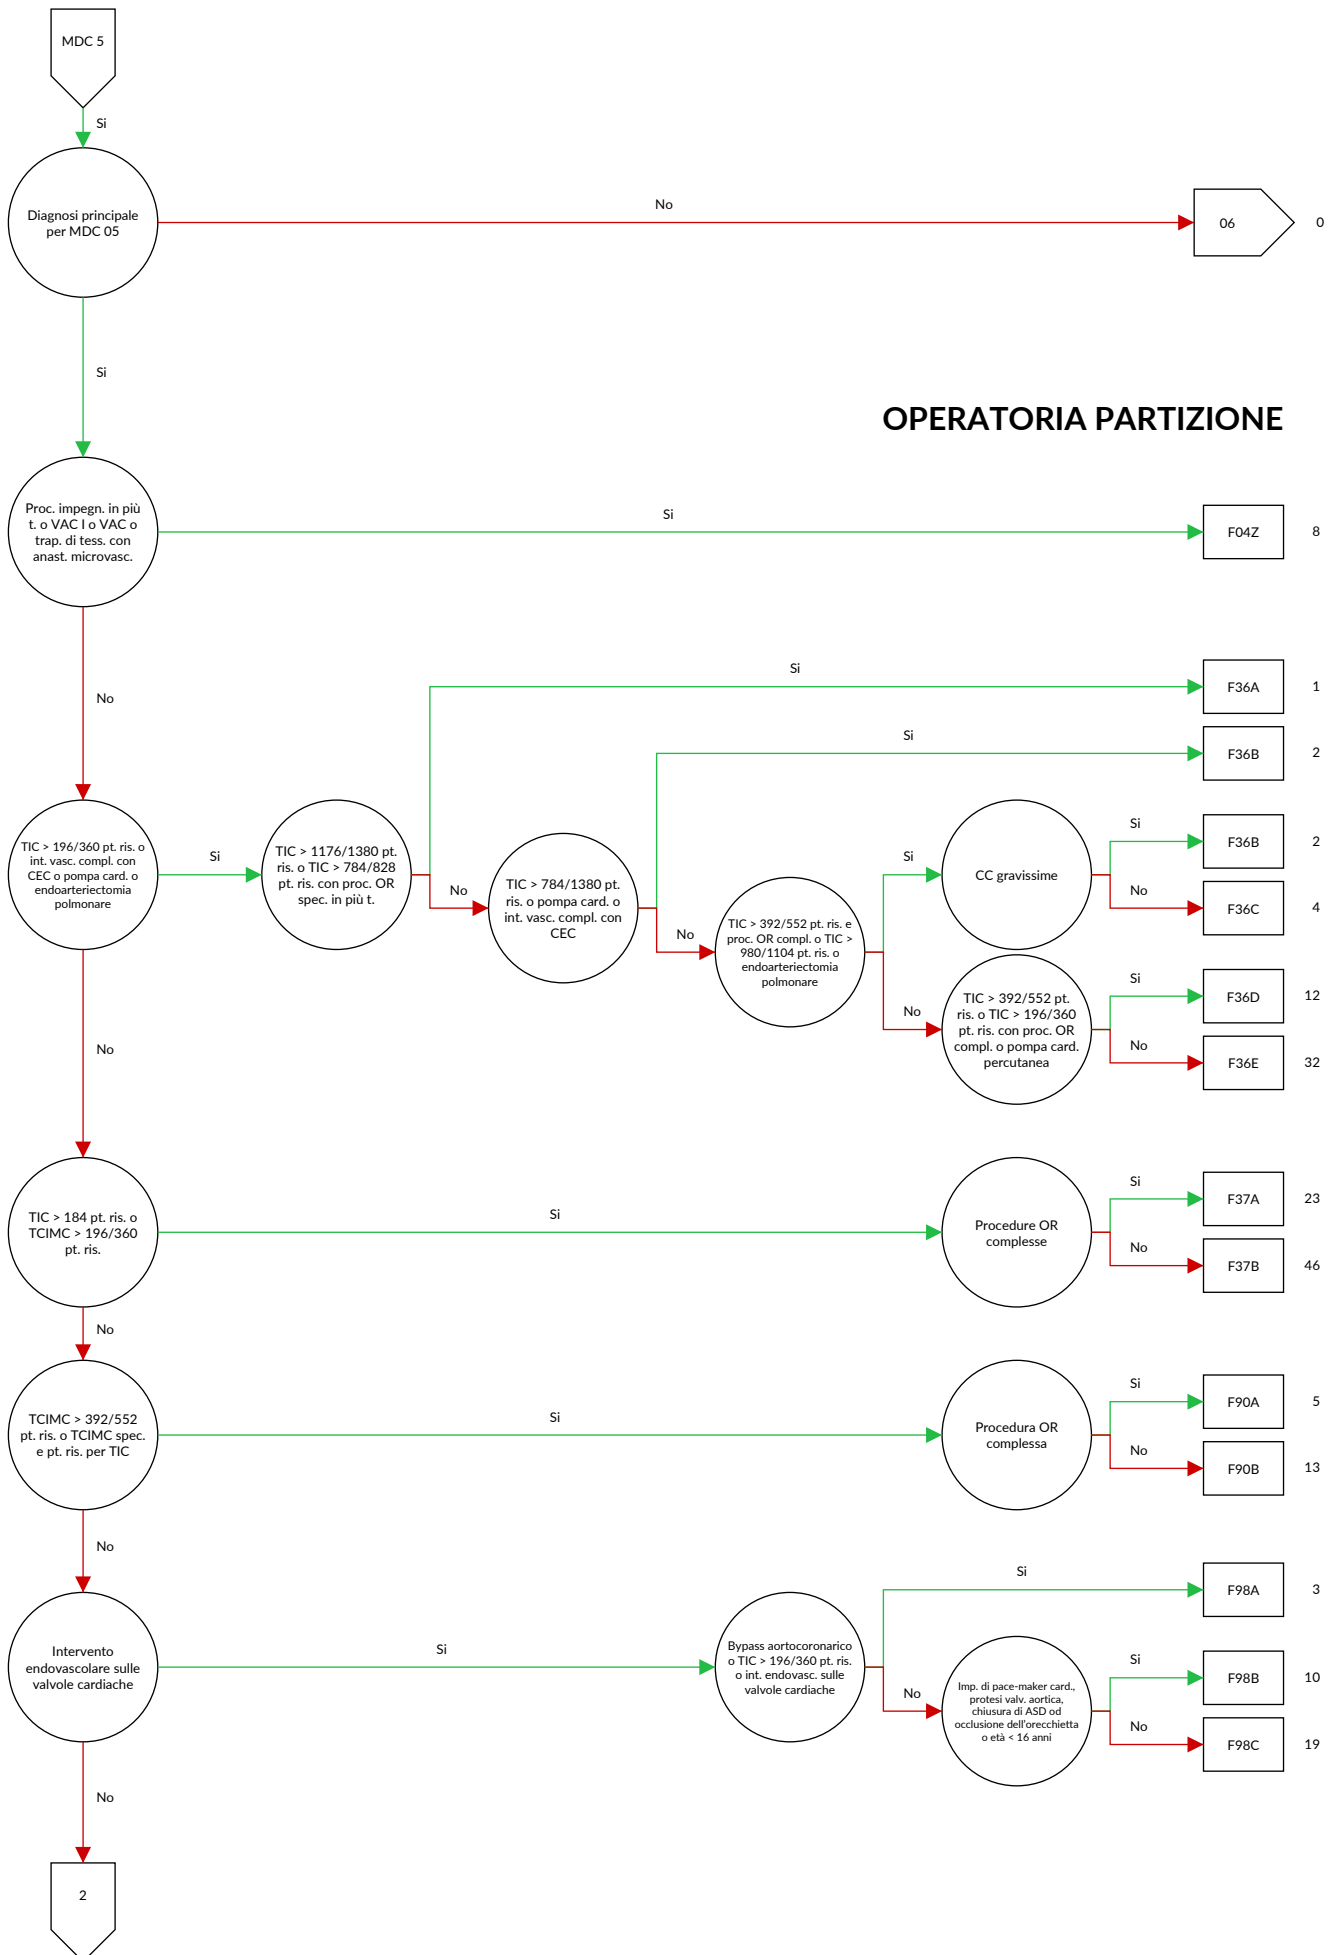 MDC 5
Si
Diagnosi principale
per MDC 05
No
06
0
Si
OPERATORIA PARTIZIONE
Proc. impegn. in più
t. o VAC I o VAC o
trap. di tess. con
anast. microvasc.
Si
F04Z
8
No
Si
F36A
1
Si
F36B
2
TIC > 196/360 pt. ris. o
int. vasc. compl. con
CEC o pompa card. o
endoarteriectomia
polmonare
Si
TIC > 1176/1380 pt.
ris. o TIC > 784/828
pt. ris. con proc. OR
spec. in più t.
No
TIC > 784/1380 pt.
ris. o pompa card. o
int. vasc. compl. con
CEC
No
TIC > 392/552 pt. ris. e
proc. OR compl. o TIC >
980/1104 pt. ris. o
endoarteriectomia
polmonare
Si
CC gravissime
Si
F36B
2
No
F36C
4
No
TIC > 392/552 pt.
ris. o TIC > 196/360
pt. ris. con proc. OR
compl. o pompa card.
percutanea
Si
F36D
12
No
F36E
32
No
TIC > 184 pt. ris. o
TCIMC > 196/360
pt. ris.
Si
Procedure OR
complesse
Si
F37A
23
No
F37B
46
No
TCIMC > 392/552
pt. ris. o TCIMC spec.
e pt. ris. per TIC
Si
Procedura OR
complessa
Si
F90A
5
No
F90B
13
No
Intervento
endovascolare sulle
valvole cardiache
Si
Bypass aortocoronarico
o TIC > 196/360 pt. ris.
o int. endovasc. sulle
valvole cardiache
Si
F98A
3
No
Imp. di pace-maker card.,
protesi valv. aortica,
chiusura di ASD od
occlusione dell'orecchietta
o età < 16 anni
Si
F98B
10
No
F98C
19
No
2